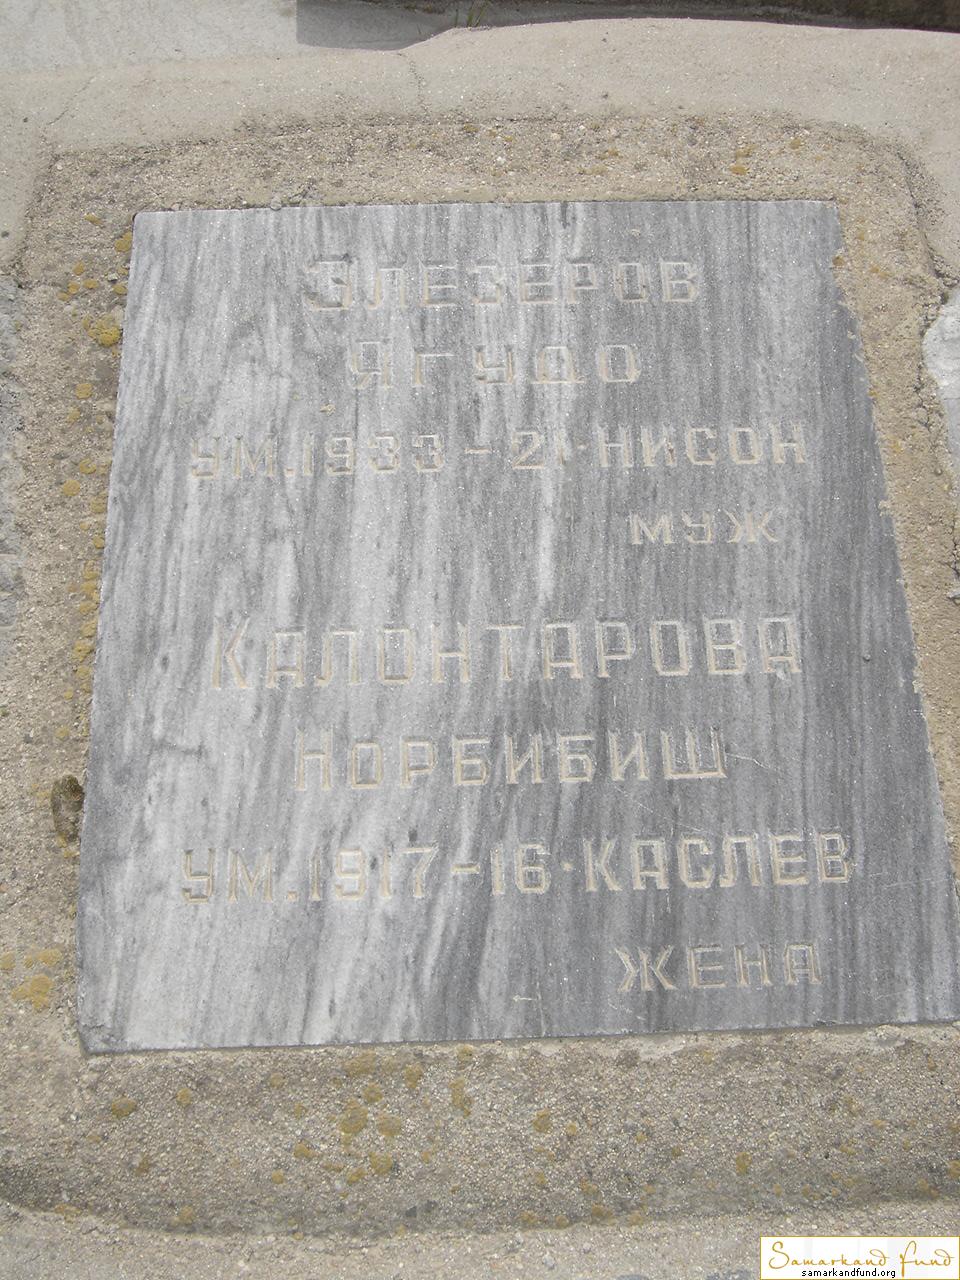 Элезеров
Ягудо
ум. 1933 - 21 · нисон
муж
Калонтарова
Норбибиш
ум. 1917 - 16 · каслев
жена
Samarkand fund
samarkandfund.org